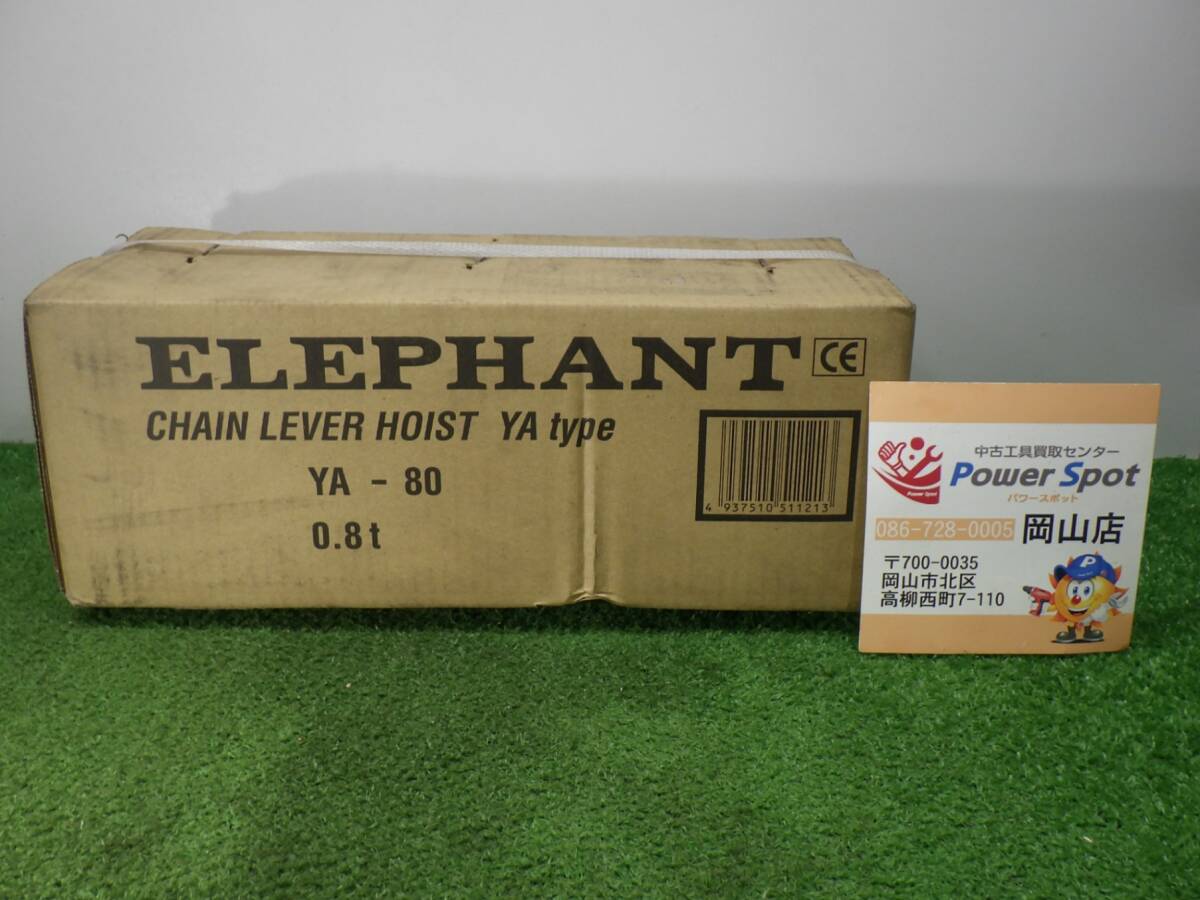 ELEPHANT CE
CHAIN LEVER HOIST YA type
YA - 80
0.8t
4 937510 511213
中古工具買取センター
Power Spot
Power Spot
パワースポット
086-728-0005 岡山店
〒700-0035
岡山市北区
高柳西町7-110
P